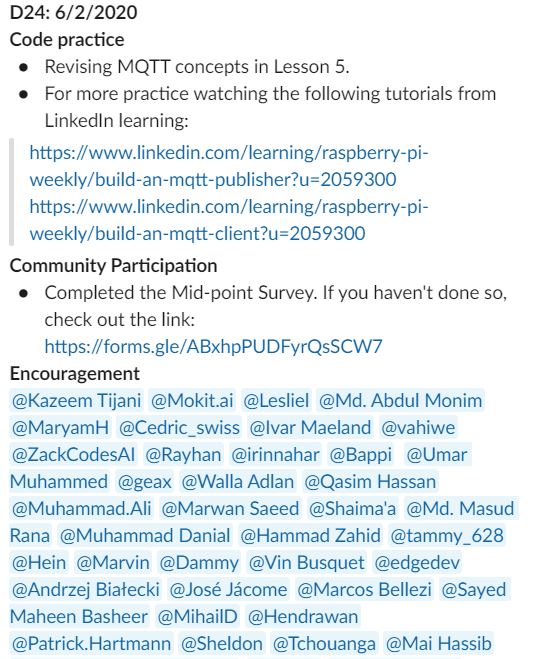 D24: 6/2/2020
Code practice
● Revising MQTT concepts in Lesson 5.
● For more practice watching the following tutorials from
LinkedIn learning:
https://www.linkedin.com/learning/raspberry-pi-
weekly/build-an-mqtt-publisher?u=2059300
https://www.linkedin.com/learning/raspberry-pi-
weekly/build-an-mqtt-client?u=2059300
Community Participation
● Completed the Mid-point Survey. If you haven't done so,
check out the link:
https://forms.gle/ABxhpPUDFyrQsSCW7
Encouragement
@Kazeem Tijani @Mokit.ai @Lesliel @Md. Abdul Monim
@MaryamH @Cedric_swiss @Ivar Maeland @vahiwe
@ZackCodesAI @Rayhan @irinnahar @Bappi @Umar
Muhammed @geax @Walla Adlan @Qasim Hassan
@Muhammad.Ali @Marwan Saeed @Shaima'a @Md. Masud
Rana @Muhammad Danial @Hammad Zahid @tammy_628
@Hein @Marvin @Dammy @Vin Busquet @edgedev
@Andrzej Białecki @José Jácome @Marcos Bellezi @Sayed
Maheen Basheer @MihailD @Hendrawan
@Patrick.Hartmann @Sheldon @Tchouanga @Mai Hassib